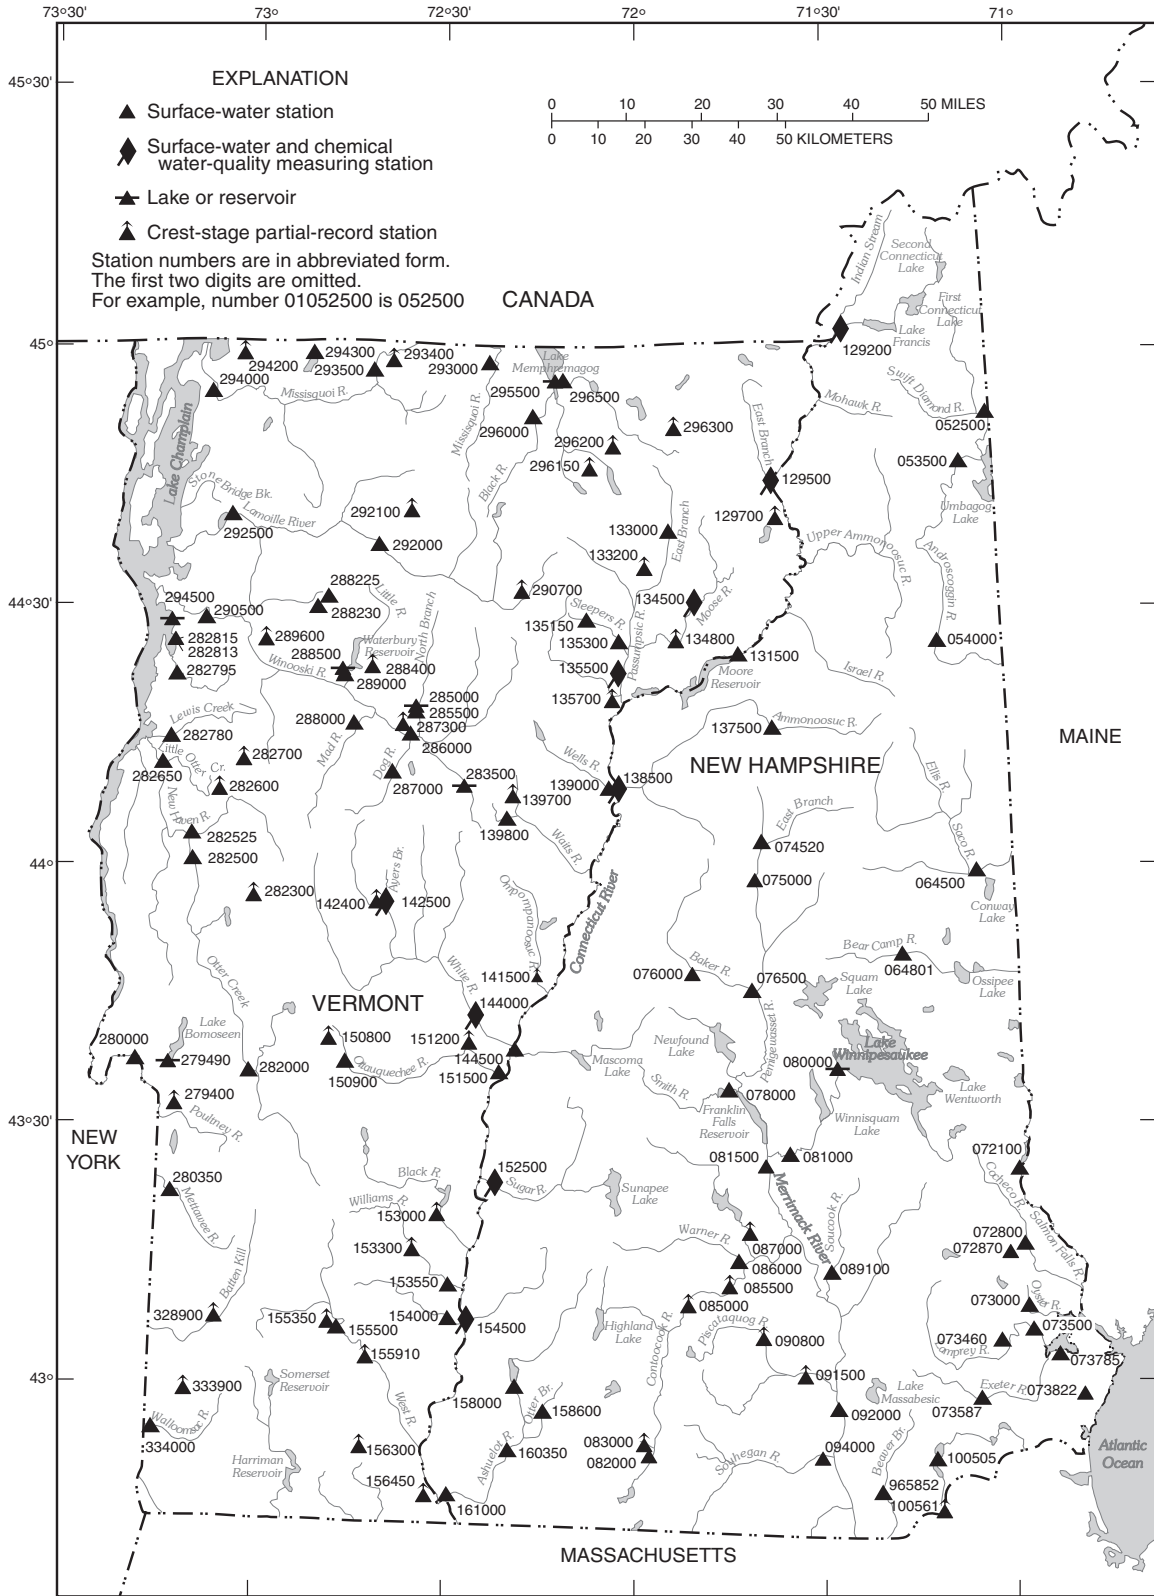 73°30' 73° 72°30' 72° 71°30' 71°
45°30'
EXPLANATION
Surface-water station
Surface-water and chemical
water-quality measuring station
Lake or reservoir
Crest-stage partial-record station
Station numbers are in abbreviated form.
The first two digits are omitted.
For example, number 01052500 is 052500
0 10 20 30 40 50 MILES
0 10 20 30 40 50 KILOMETERS
CANADA
Indian Stream
Second
Connecticut
Lake
First
Connecticut
Lake
Lake
Francis
129200
45°
294200
294300
293500
293400
293000
294000
Missisquoi R.
Missisquoi R.
Lake
Memphremagog
295500
296500
296000
296200
296150
296300
East Branch
Mohawk R.
Swift Diamond R.
052500
053500
Umbagog
Lake
129500
129700
Lake Champlain
Stone Bridge Bk.
Lamoille River
292500
292100
292000
Black R.
133000
133200
East Branch
Upper Ammonoosuc R.
Androscoggin R.
44°30'
294500
290500
288225
288230
Little R.
North Branch
290700
Sleepers R.
135150
135300
134500
Moose R.
134800
Passumpsic R.
054000
282815
282813
289600
288500
Waterbury
Reservoir
288400
289000
282795
Winooski R.
135500
135700
131500
Moore
Reservoir
Israel R.
Lewis Creek
282780
288000
Mad R.
285000
285500
287300
286000
Dog R.
287000
137500
Ammonoosuc R.
MAINE
Little Otter Cr.
282650
282700
282600
New Haven R.
282525
282500
283500
139700
139800
Wells R.
139000
138500
NEW HAMPSHIRE
Waits R.
East Branch
074520
Ellis R.
Saco R.
44°
282300
142400
142500
Ayers Br.
Ompompanoosuc R.
Connecticut River
075000
064500
Conway
Lake
141500
White R.
Otter Creek
VERMONT
144000
076000
Baker R.
076500
Bear Camp R.
064801
Squam
Lake
Ossipee
Lake
280000
Lake
Bomoseen
279490
282000
150800
150900
Ottauquechee R.
151200
144500
151500
Mascoma
Lake
Newfound
Lake
Pemigewasset R.
Lake
Winnipesaukee
080000
Lake
Wentworth
279400
Poultney R.
Smith R.
078000
Franklin
Falls
Reservoir
Winnisquam
Lake
43°30'
NEW
YORK
280350
Mettawee R.
Black R.
152500
Sugar R.
Sunapee
Lake
081500
081000
Merrimack River
072100
Cocheco R.
Salmon Falls R.
Williams R.
153000
153300
Warner R.
087000
086000
Soucook R.
089100
072800
072870
Batten Kill
328900
153550
154000
154500
085500
085000
155350
155500
155910
Highland
Lake
Contoocook R.
Piscataquog R.
090800
091500
073000
Oyster R.
073500
073460
Lamprey R.
073785
43°
333900
Somerset
Reservoir
West R.
158000
Otter Br.
158600
Lake
Massabesic
Exeter R.
073587
073822
092000
Walloomsac R.
334000
Harriman
Reservoir
156300
156450
Ashuelot R.
160350
161000
083000
082000
Souhegan R.
094000
Beaver Br.
100505
965852
100561
Atlantic
Ocean
MASSACHUSETTS